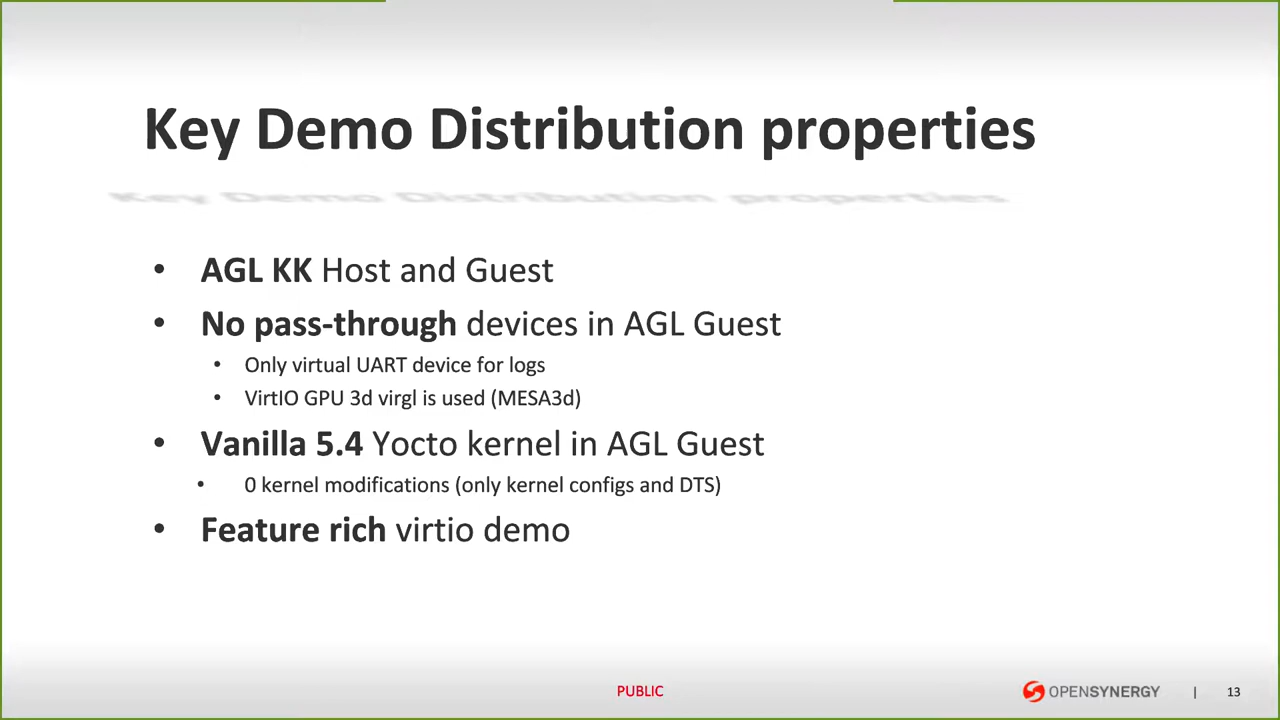 Key Demo Distribution properties
Key Demo Distribution properties
• AGL KK Host and Guest
• No pass-through devices in AGL Guest
• Only virtual UART device for logs
• VirtIO GPU 3d virgl is used (MESA3d)
• Vanilla 5.4 Yocto kernel in AGL Guest
• 0 kernel modifications (only kernel configs and DTS)
• Feature rich virtio demo
PUBLIC
OPENSYNERGY | 13